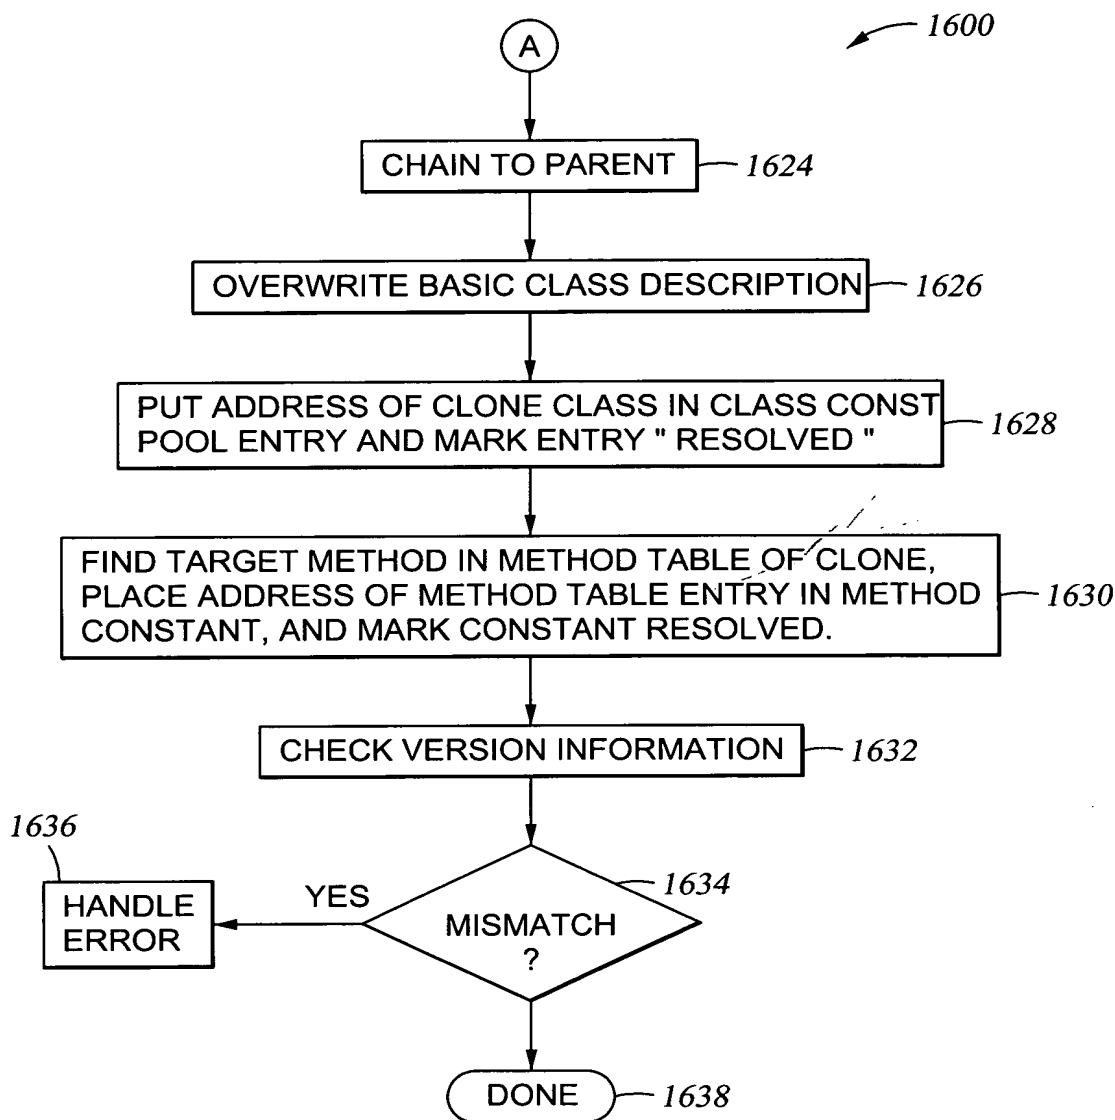 1600
A
CHAIN TO PARENT
1624
OVERWRITE BASIC CLASS DESCRIPTION
1626
PUT ADDRESS OF CLONE CLASS IN CLASS CONST
POOL ENTRY AND MARK ENTRY " RESOLVED "
1628
FIND TARGET METHOD IN METHOD TABLE OF CLONE,
PLACE ADDRESS OF METHOD TABLE ENTRY IN METHOD
CONSTANT, AND MARK CONSTANT RESOLVED.
1630
CHECK VERSION INFORMATION
1632
1636
HANDLE
ERROR
YES
1634
MISMATCH
?
DONE
1638